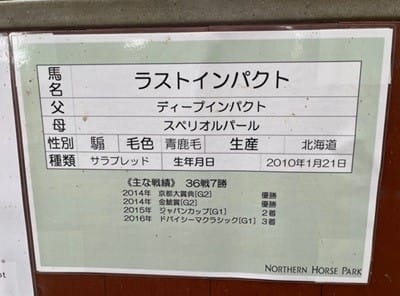 馬名 ラストインパクト
父 ディープインパクト
母 スペリオルパール
性別 騸 毛色 青鹿毛 生産 北海道
種類 サラブレッド 生年月日 2010年1月21日
《主な戦績》 36戦7勝
2014年 京都大賞典[G2] 優勝
2014年 金鯱賞[G2] 優勝
2015年 ジャパンカップ[G1] 2着
2016年 ドバイシーマクラシック[G1] 3着
NORTHERN HORSE PARK
st